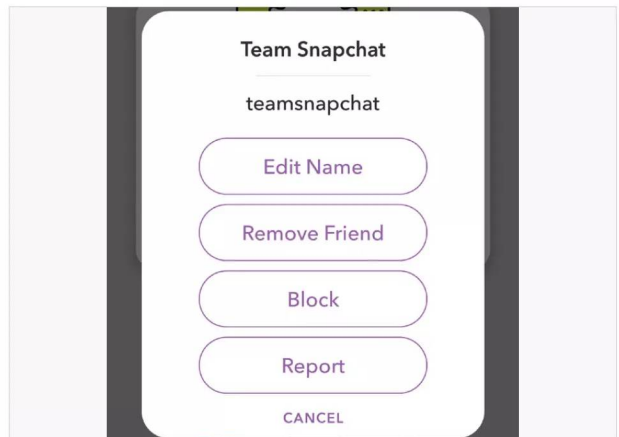 Team Snapchat
teamsnapchat
Edit Name
Remove Friend
Block
Report
CANCEL